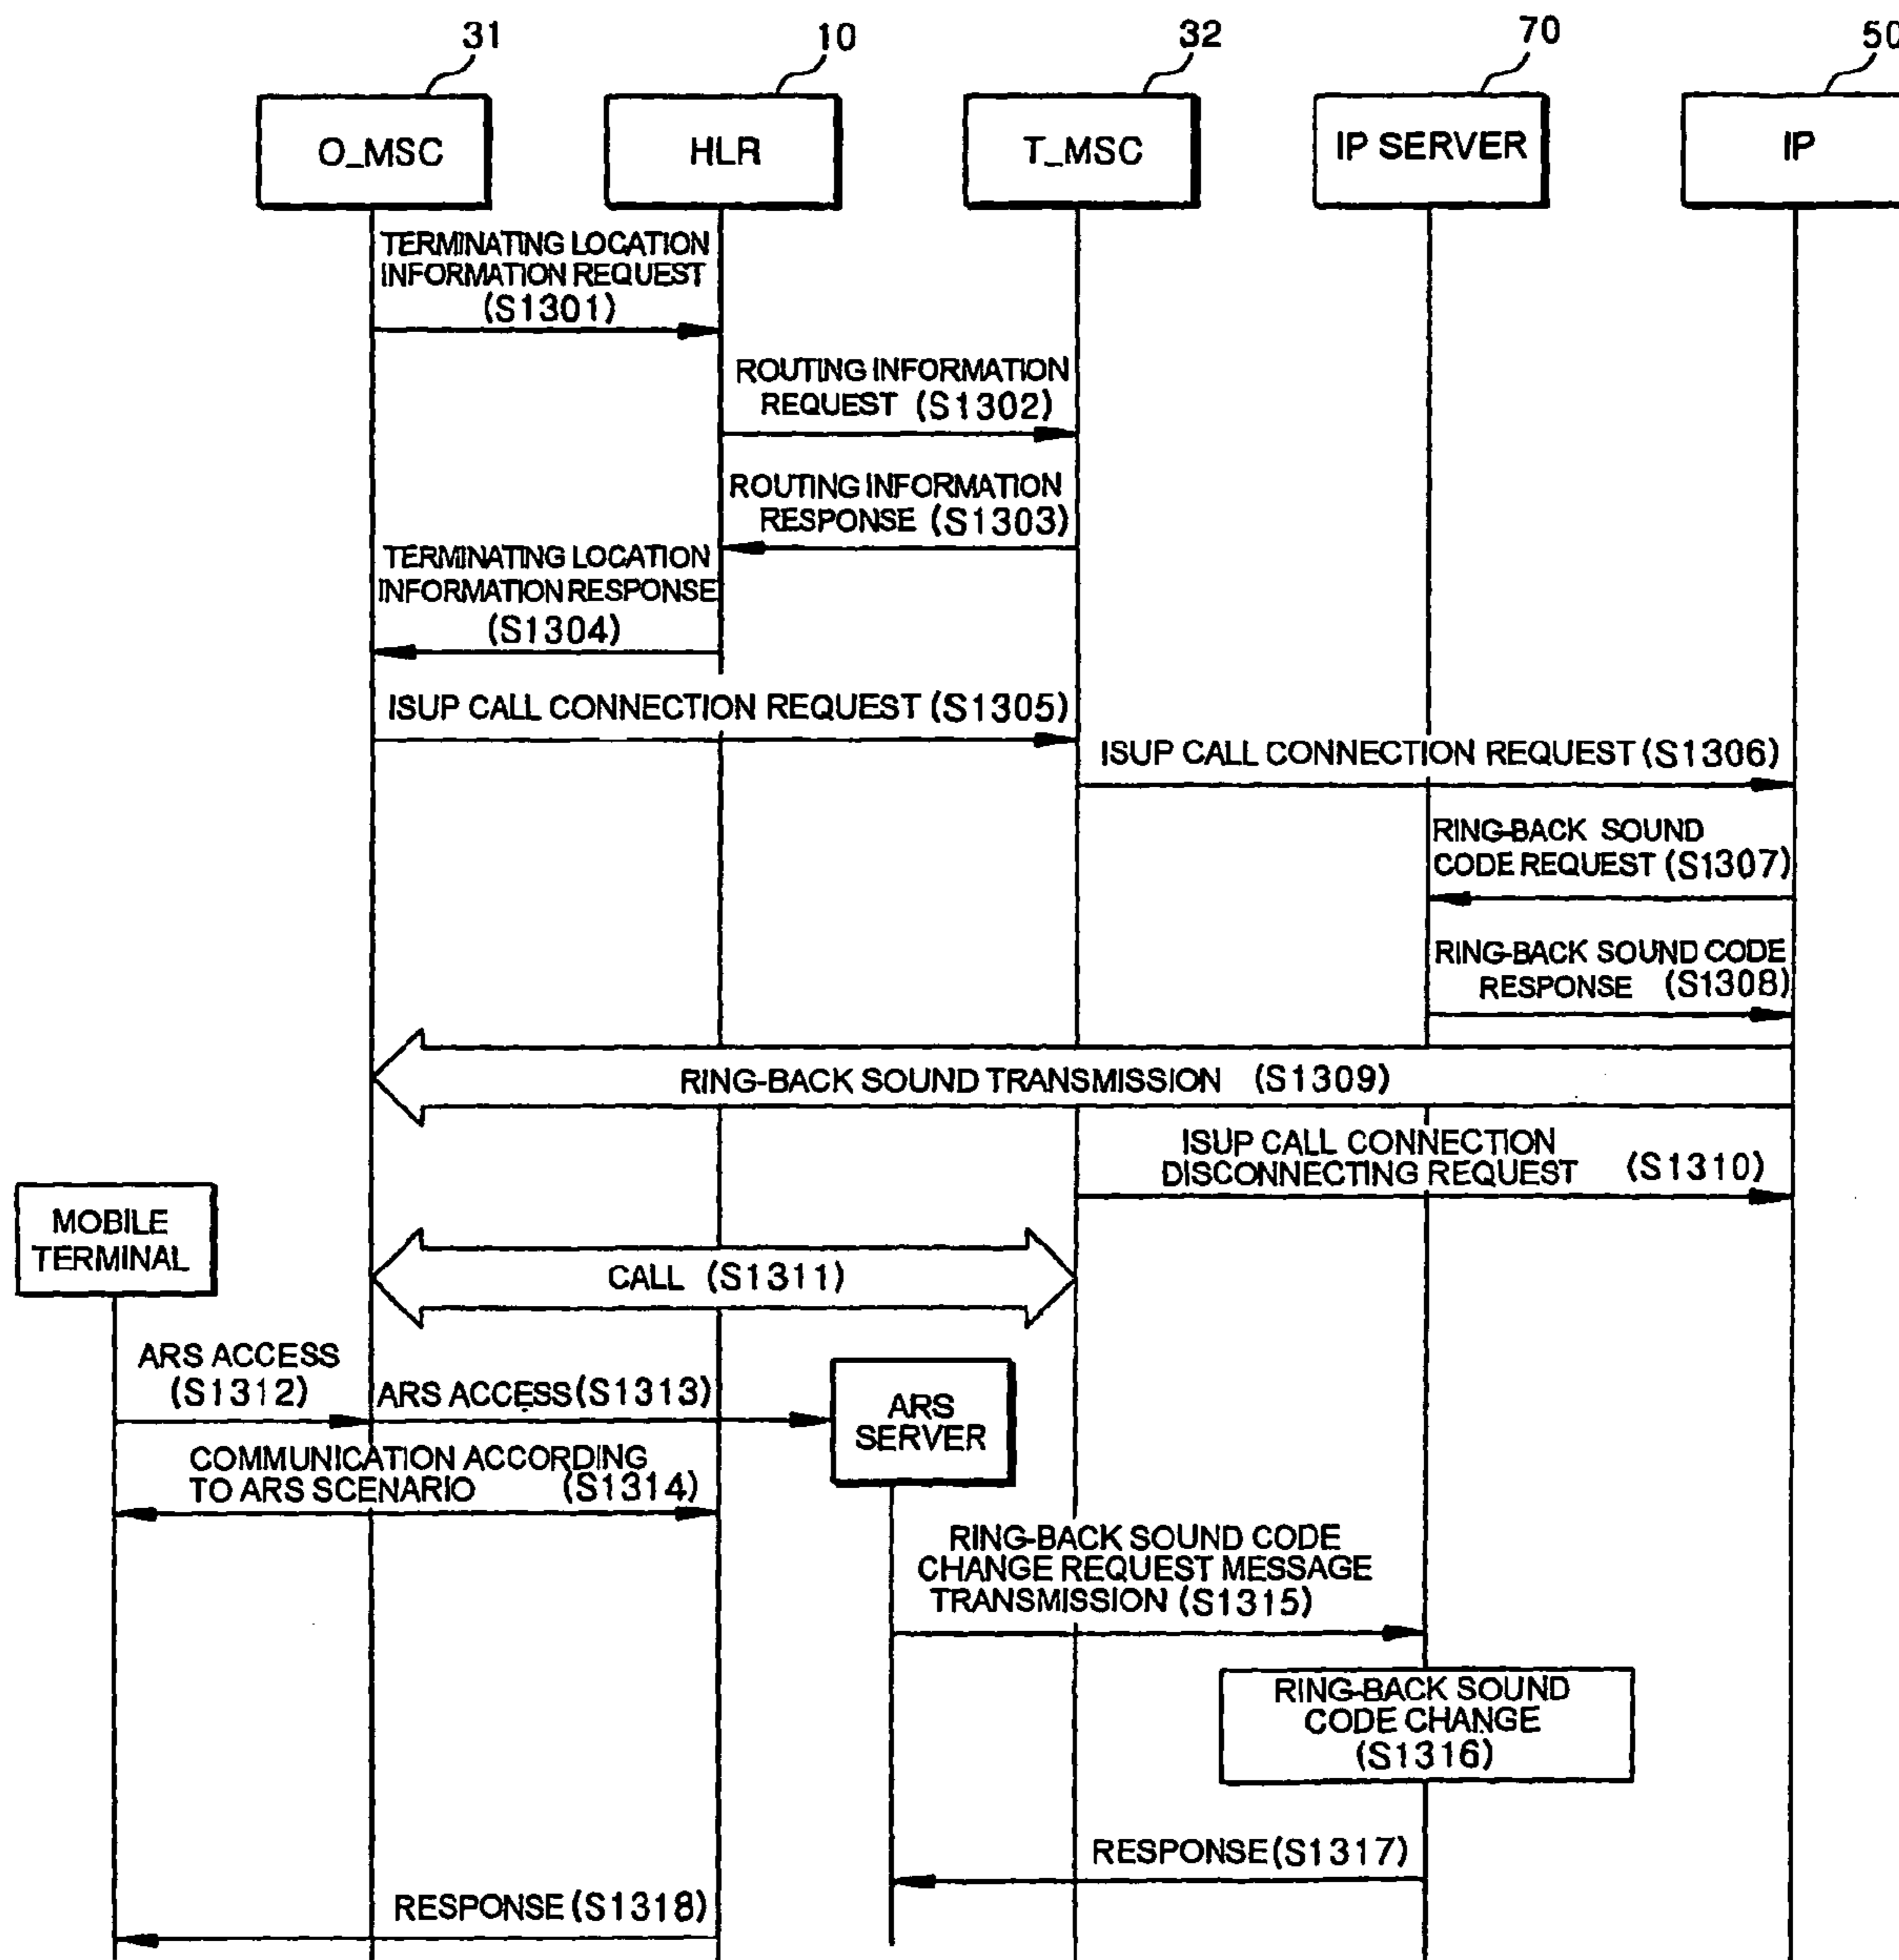 31
10
32
70
50
O_MSC
HLR
T_MSC
IP SERVER
IP
TERMINATING LOCATION
INFORMATION REQUEST
(S1301)
ROUTING INFORMATION
REQUEST (S1302)
ROUTING INFORMATION
RESPONSE (S1303)
TERMINATING LOCATION
INFORMATION RESPONSE
(S1304)
ISUP CALL CONNECTION REQUEST (S1305)
ISUP CALL CONNECTION REQUEST (S1306)
RING-BACK SOUND
CODE REQUEST (S1307)
RING-BACK SOUND CODE
RESPONSE (S1308)
RING-BACK SOUND TRANSMISSION (S1309)
ISUP CALL CONNECTION
DISCONNECTING REQUEST (S1310)
MOBILE
TERMINAL
CALL (S1311)
ARS ACCESS
(S1312)
ARS ACCESS (S1313)
ARS
SERVER
COMMUNICATION ACCORDING
TO ARS SCENARIO (S1314)
RING-BACK SOUND CODE
CHANGE REQUEST MESSAGE
TRANSMISSION (S1315)
RING-BACK SOUND
CODE CHANGE
(S1316)
RESPONSE (S1317)
RESPONSE (S1318)